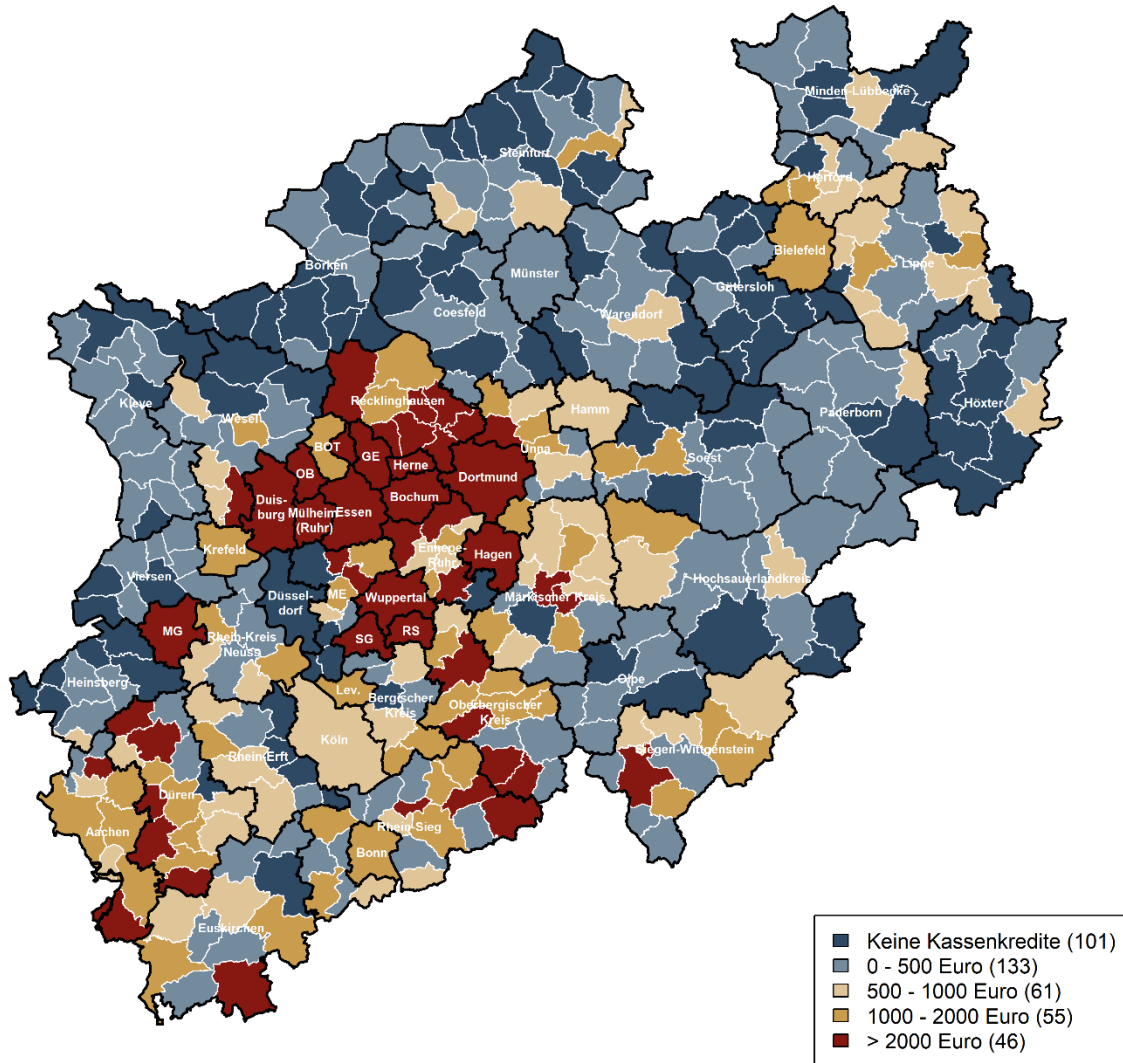 Minden-Lübbecke
Steinfurt
Herford
Bielefeld
Borken
Münster
Lippe
Gütersloh
Coesfeld
Warendorf
Kleve
Recklinghausen
Hamm
Höxter
Wesel
Paderborn
BOT
GE
Unna
Soest
OB
Herne
Dortmund
Duis-
burg
Mülheim
(Ruhr)
Essen
Bochum
Krefeld
Ennepe-
Ruhr
Hagen
Viersen
Düssel-
dorf
ME
Wuppertal
Märkischer Kreis
Hochsauerlandkreis
MG
Rhein-Kreis
Neuss
SG
RS
Heinsberg
Lev.
Bergischer
Kreis
Oberbergischer
Kreis
Olpe
Köln
Rhein-Erft
Siegen-Wittgenstein
Düren
Aachen
Rhein-Sieg
Bonn
Euskirchen
Keine Kassenkredite (101)
0 - 500 Euro (133)
500 - 1000 Euro (61)
1000 - 2000 Euro (55)
> 2000 Euro (46)